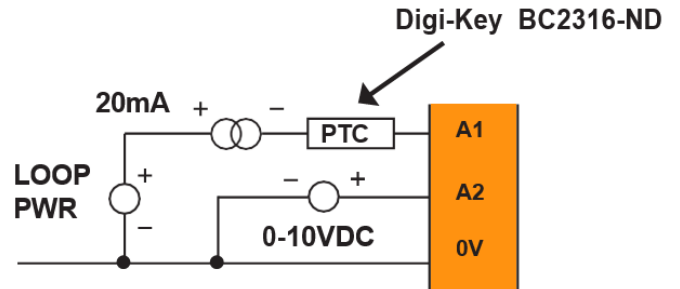 Digi-Key BC2316-ND
20mA + −
PTC
A1
LOOP
PWR
+
−
− +
A2
0-10VDC
0V